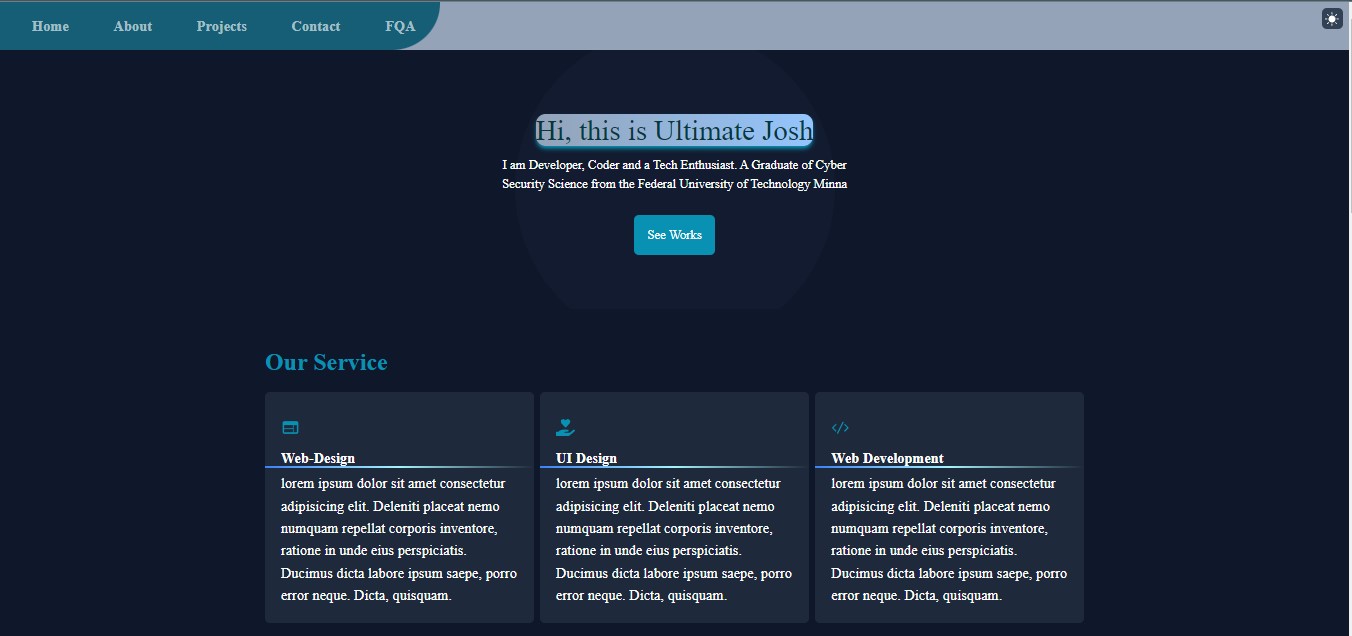 Home About Projects Contact FQA
Hi, this is Ultimate Josh
I am Developer, Coder and a Tech Enthusiast. A Graduate of Cyber
Security Science from the Federal University of Technology Minna
See Works
Our Service
Web-Design
lorem ipsum dolor sit amet consectetur
adipisicing elit. Deleniti placeat nemo
numquam repellat corporis inventore,
ratione in unde eius perspiciatis.
Ducimus dicta labore ipsum saepe, porro
error neque. Dicta, quisquam.
UI Design
lorem ipsum dolor sit amet consectetur
adipisicing elit. Deleniti placeat nemo
numquam repellat corporis inventore,
ratione in unde eius perspiciatis.
Ducimus dicta labore ipsum saepe, porro
error neque. Dicta, quisquam.
Web Development
lorem ipsum dolor sit amet consectetur
adipisicing elit. Deleniti placeat nemo
numquam repellat corporis inventore,
ratione in unde eius perspiciatis.
Ducimus dicta labore ipsum saepe, porro
error neque. Dicta, quisquam.